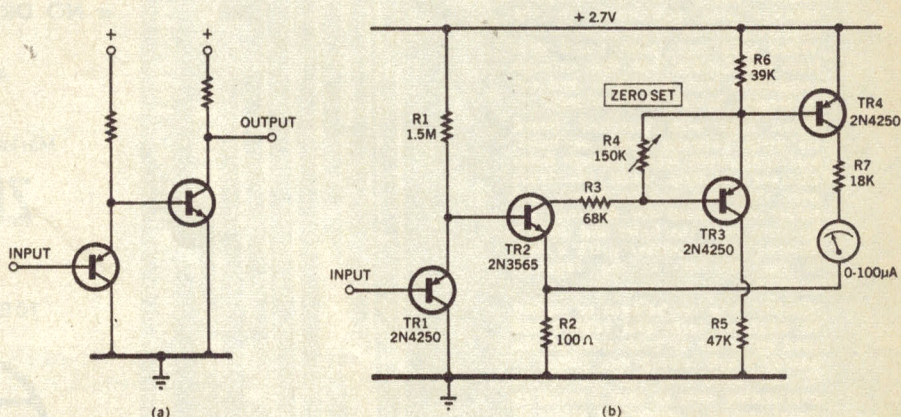 +
+
OUTPUT
INPUT
(a)
+ 2.7V
R1
1.5M
ZERO SET
R4
150K
R6
39K
TR4
2N4250
R7
18K
R3
68K
TR2
2N3565
TR3
2N4250
0-100µA
INPUT
TR1
2N4250
R2
100 Ω
R5
47K
(b)